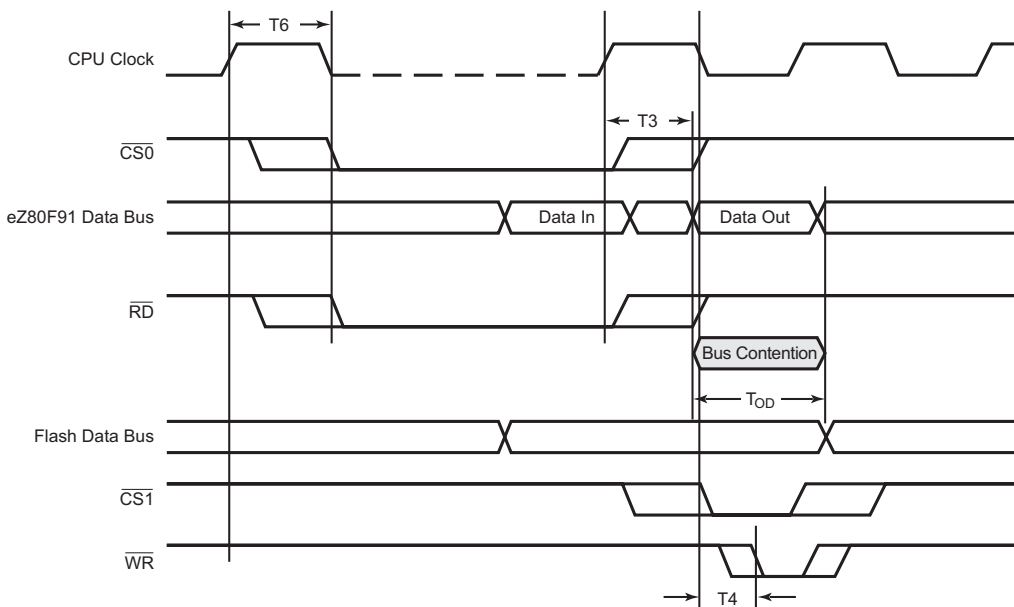 T6
CPU Clock
T3
CS0
eZ80F91 Data Bus
Data In
Data Out
RD
Bus Contention
TOD
Flash Data Bus
CS1
WR
T4